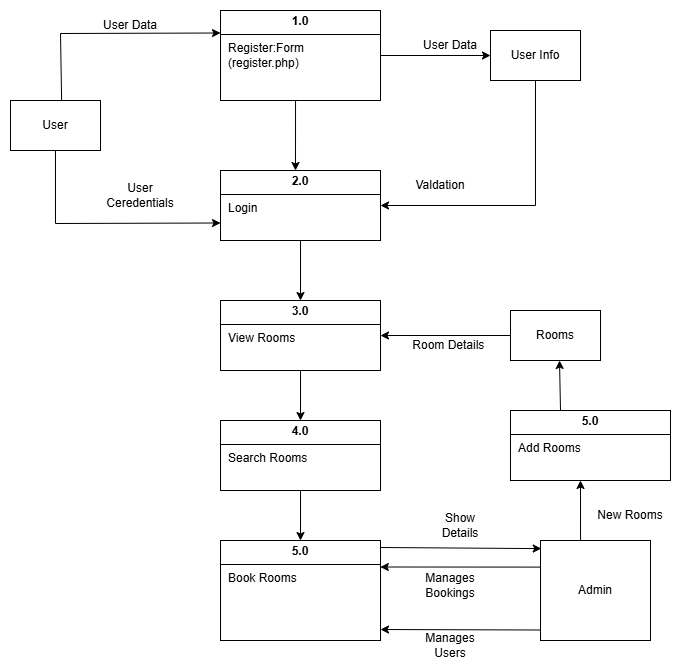 User Data
1.0
Register:Form
(register.php)
User Data
User Info
User
2.0
Login
User
Ceredentials
Valdation
3.0
View Rooms
Room Details
Rooms
4.0
Search Rooms
5.0
Add Rooms
New Rooms
5.0
Book Rooms
Show
Details
Manages
Bookings
Manages
Users
Admin